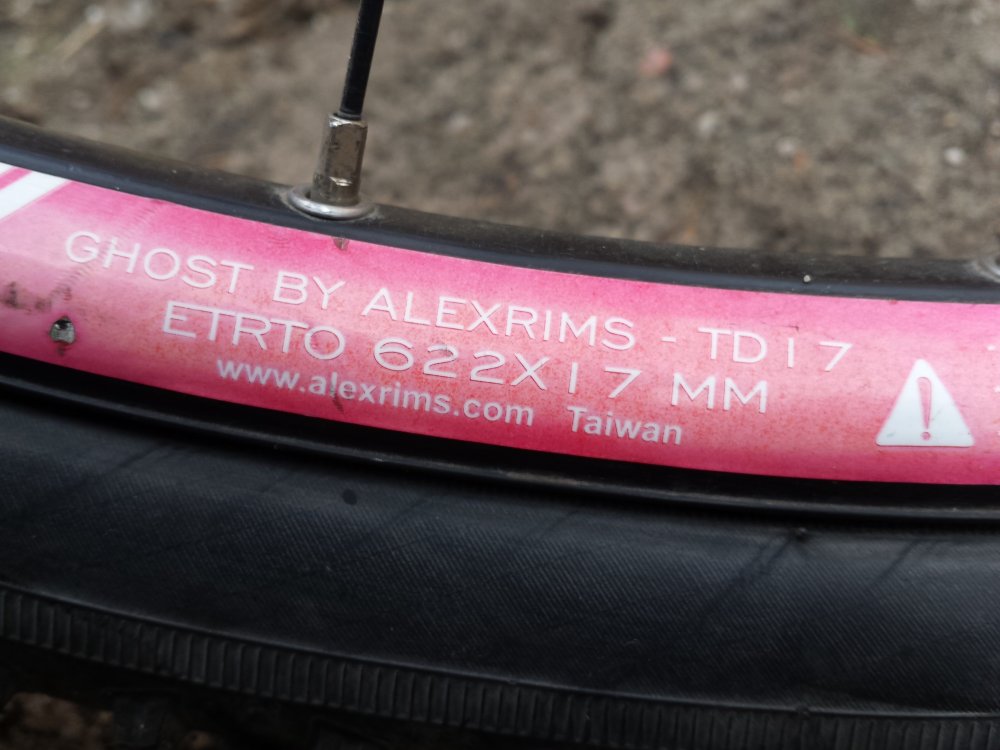 GHOST BY ALEXRIMS - TD17
ETRTO 622X17 MM
www.alexrims.com Taiwan